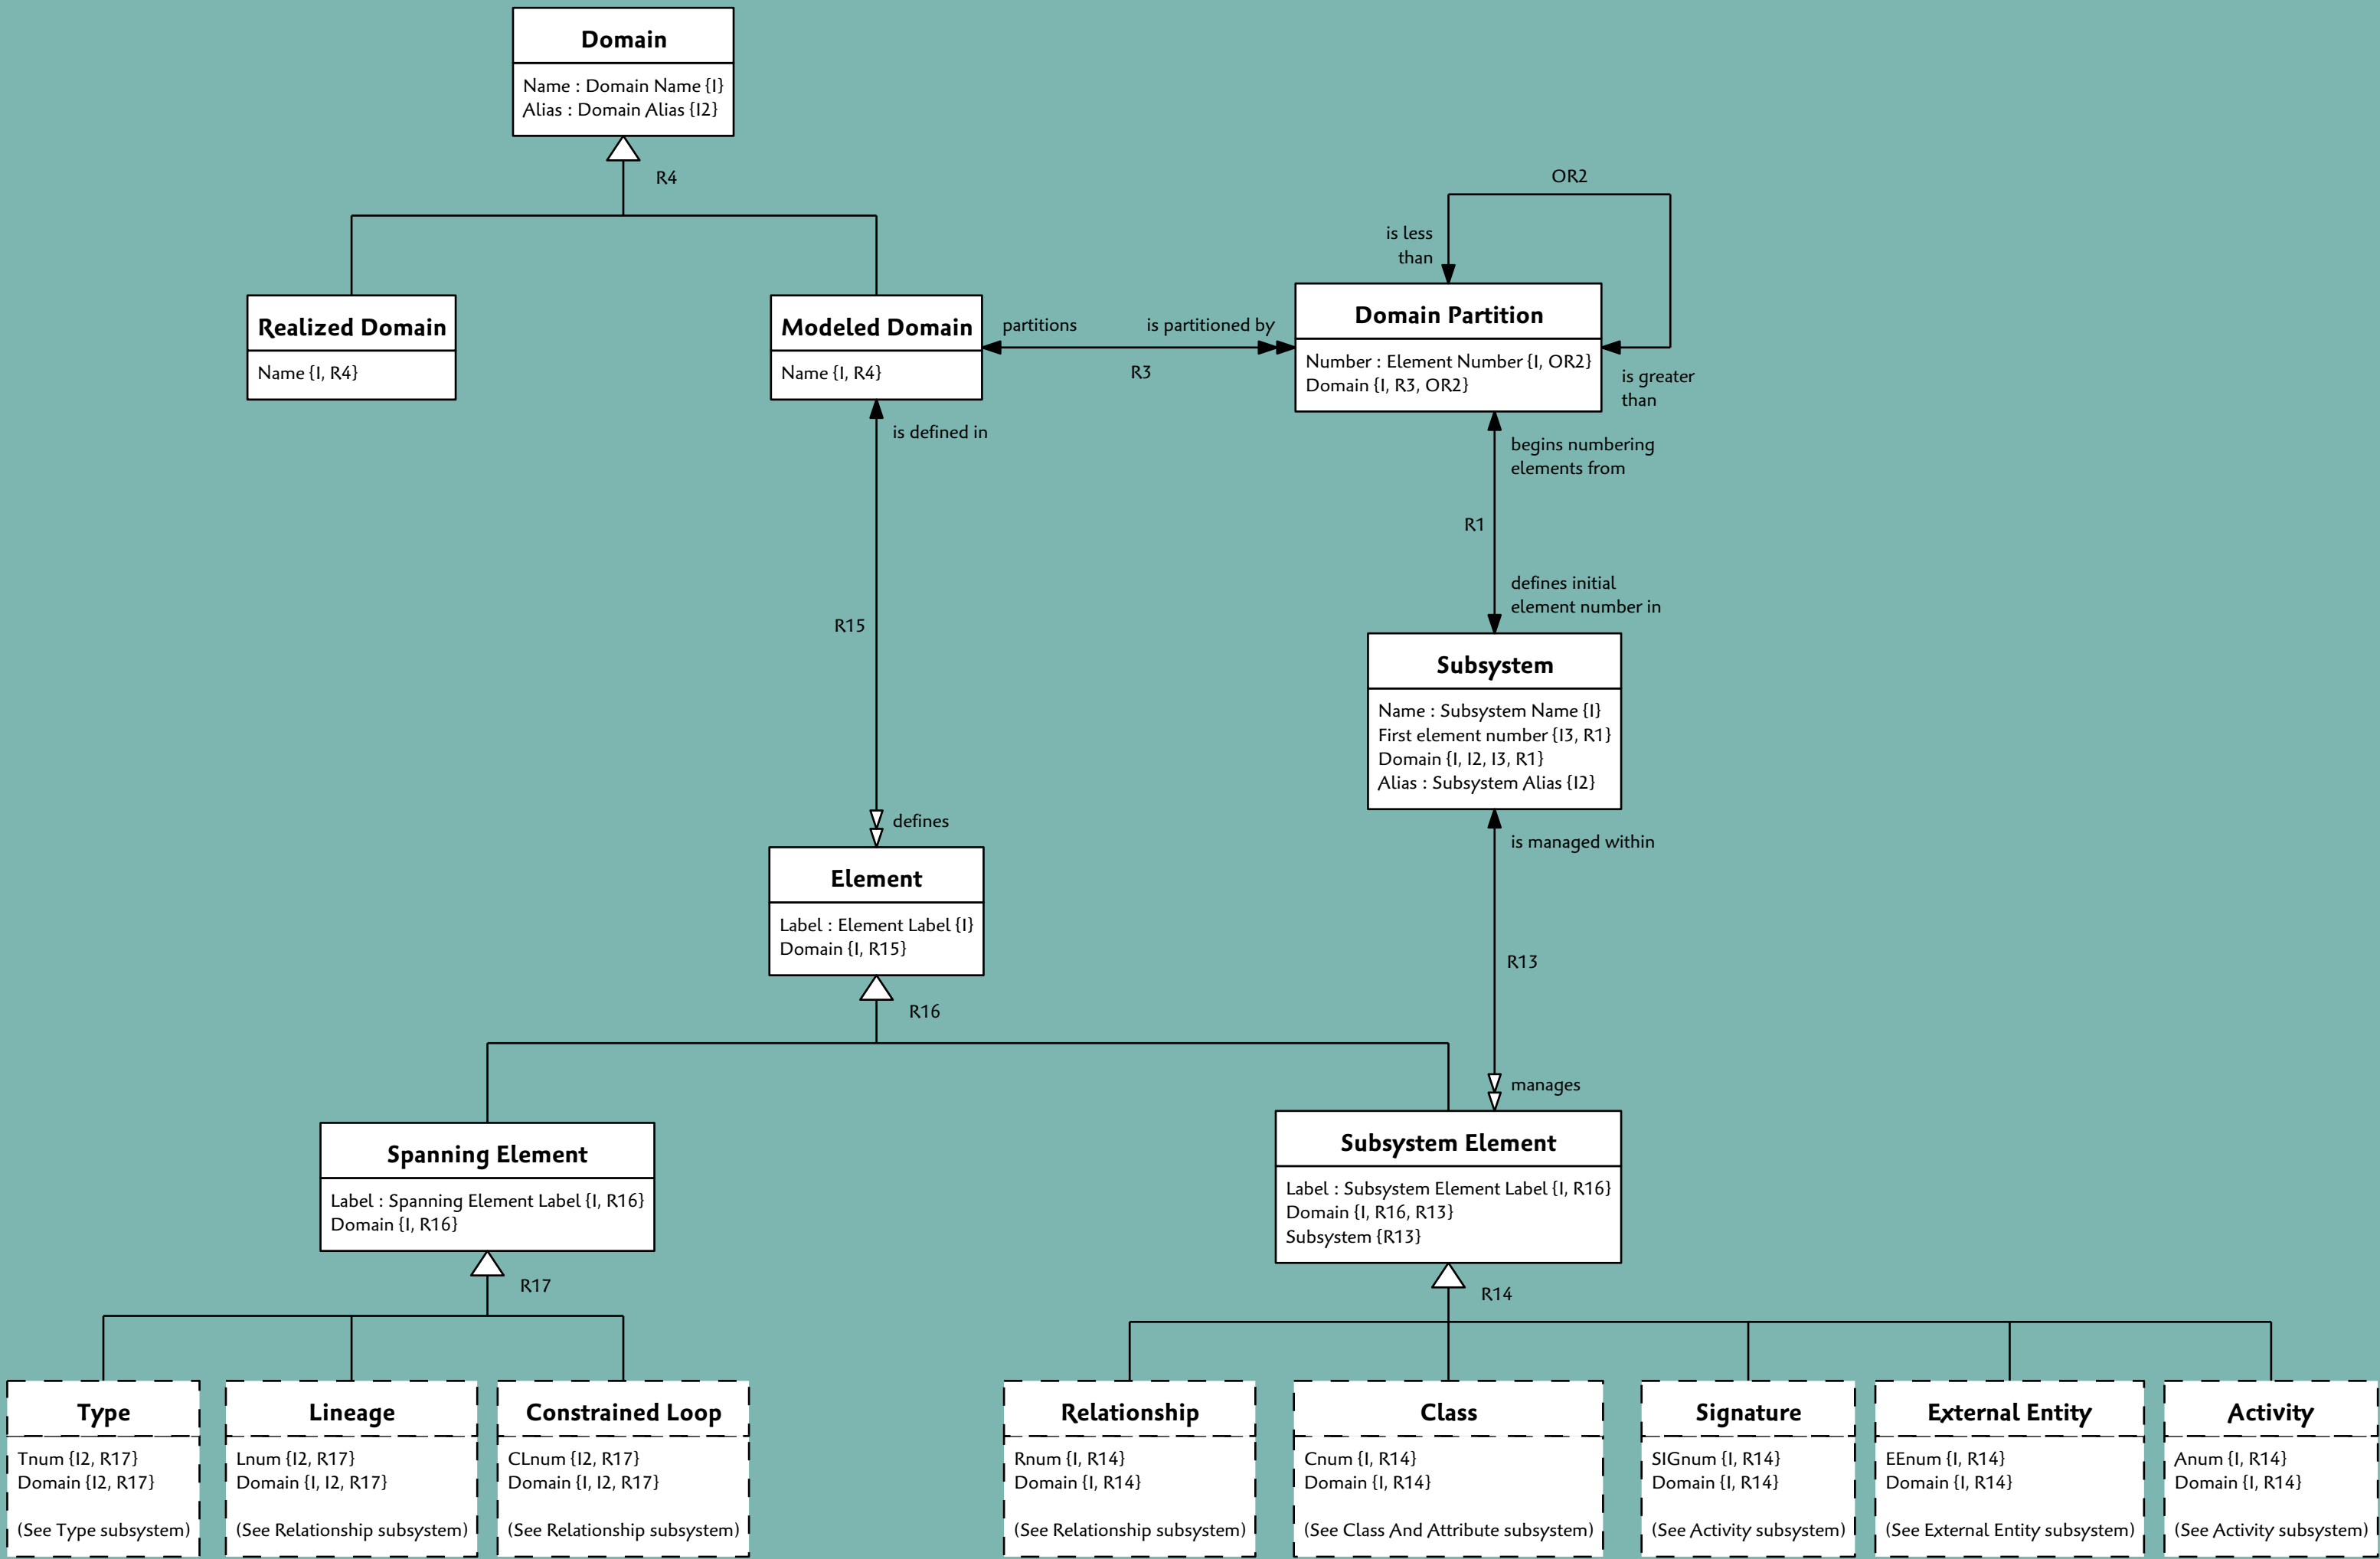 Domain
Name : Domain Name {I}
Alias : Domain Alias {I2}
R4
OR2
is less
than
Realized Domain
Name {I, R4}
Modeled Domain
Name {I, R4}
partitions
is partitioned by
R3
Domain Partition
Number : Element Number {I, OR2}
Domain {I, R3, OR2}
is greater
than
is defined in
begins numbering
elements from
R1
defines initial
element number in
R15
Subsystem
Name : Subsystem Name {I}
First element number {I3, R1}
Domain {I, I2, I3, R1}
Alias : Subsystem Alias {I2}
defines
is managed within
Element
Label : Element Label {I}
Domain {I, R15}
R13
R16
manages
Spanning Element
Label : Spanning Element Label {I, R16}
Domain {I, R16}
Subsystem Element
Label : Subsystem Element Label {I, R16}
Domain {I, R16, R13}
Subsystem {R13}
R17
R14
Type
Tnum {I2, R17}
Domain {I2, R17}
(See Type subsystem)
Lineage
Lnum {I2, R17}
Domain {I, I2, R17}
(See Relationship subsystem)
Constrained Loop
CLnum {I2, R17}
Domain {I, I2, R17}
(See Relationship subsystem)
Relationship
Rnum {I, R14}
Domain {I, R14}
(See Relationship subsystem)
Class
Cnum {I, R14}
Domain {I, R14}
(See Class And Attribute subsystem)
Signature
SIGnum {I, R14}
Domain {I, R14}
(See Activity subsystem)
External Entity
EEnum {I, R14}
Domain {I, R14}
(See External Entity subsystem)
Activity
Anum {I, R14}
Domain {I, R14}
(See Activity subsystem)